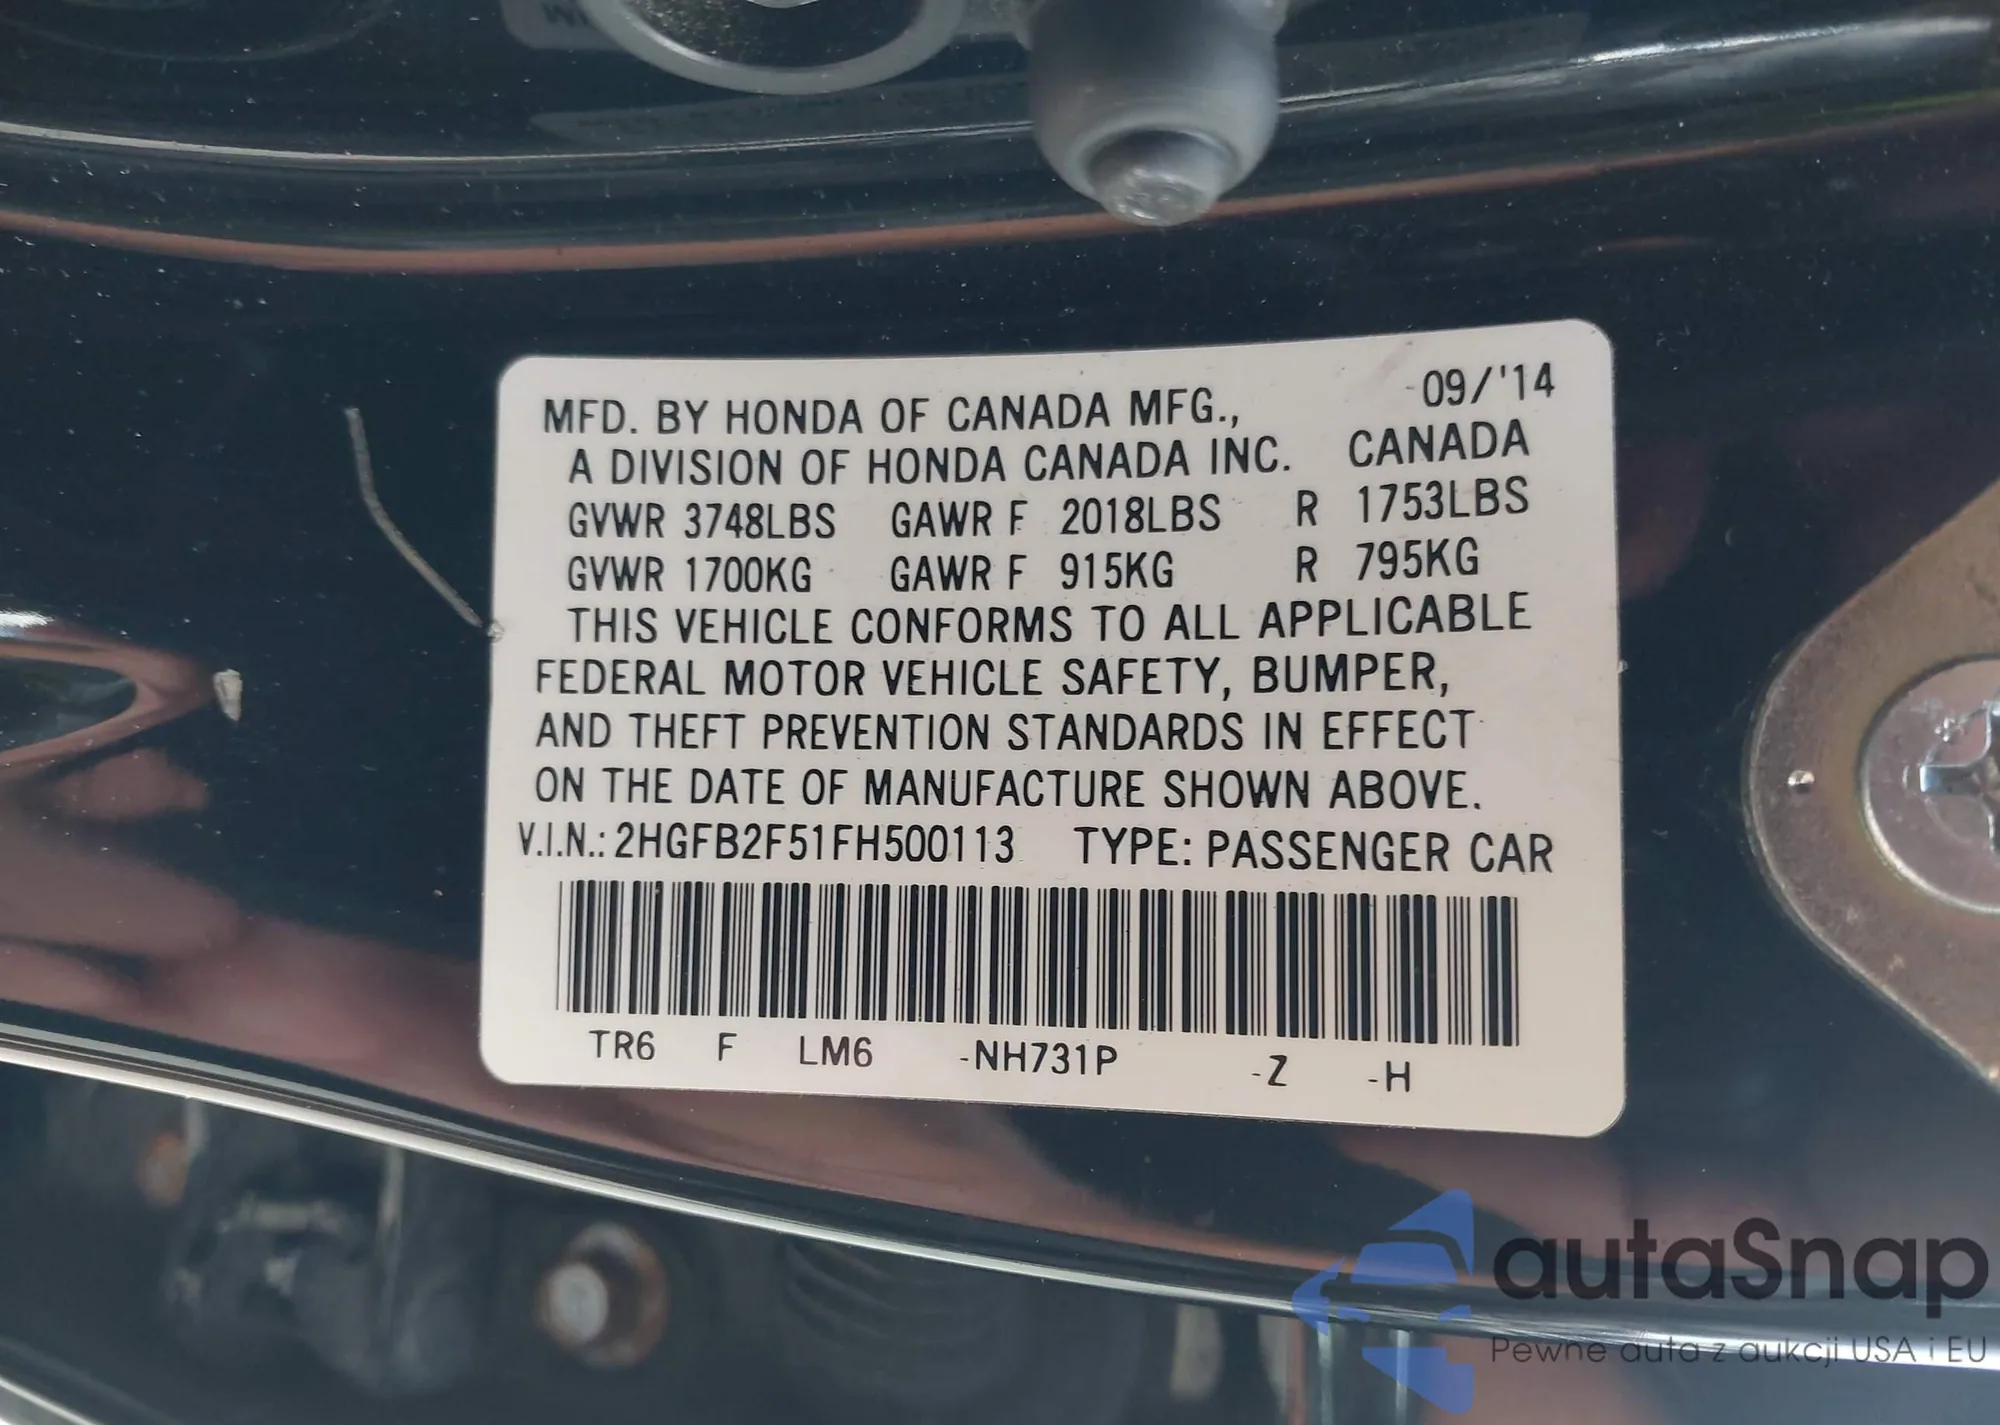 09/'14
MFD. BY HONDA OF CANADA MFG.,
A DIVISION OF HONDA CANADA INC. CANADA
GVWR 3748LBS GAWR F 2018LBS R 1753LBS
GVWR 1700KG GAWR F 915KG R 795KG
THIS VEHICLE CONFORMS TO ALL APPLICABLE
FEDERAL MOTOR VEHICLE SAFETY, BUMPER,
AND THEFT PREVENTION STANDARDS IN EFFECT
ON THE DATE OF MANUFACTURE SHOWN ABOVE.
V.I.N.: 2HGFB2F51FH500113 TYPE: PASSENGER CAR
TR6 F LM6 -NH731P -Z -H
autaSnap
Pewne auta z aukcji USA i EU